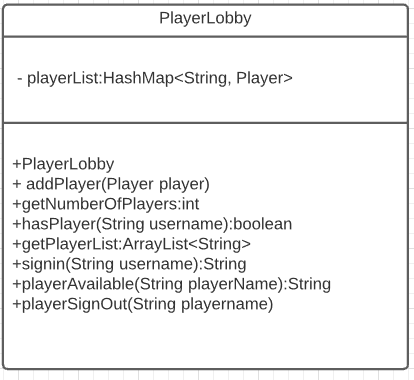 PlayerLobby
- playerList:HashMap<String, Player>
+PlayerLobby
+ addPlayer(Player player)
+getNumberOfPlayers:int
+hasPlayer(String username):boolean
+getPlayerList:ArrayList<String>
+signin(String username):String
+playerAvailable(String playerName):String
+playerSignOut(String playername)